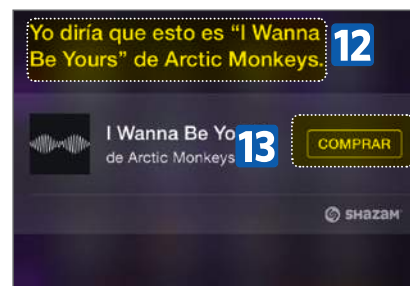 Yo diría que esto es “I Wanna
Be Yours” de Arctic Monkeys.
12
I Wanna Be Yo
de Arctic Monkeys
13
COMPRAR
SHAZAM